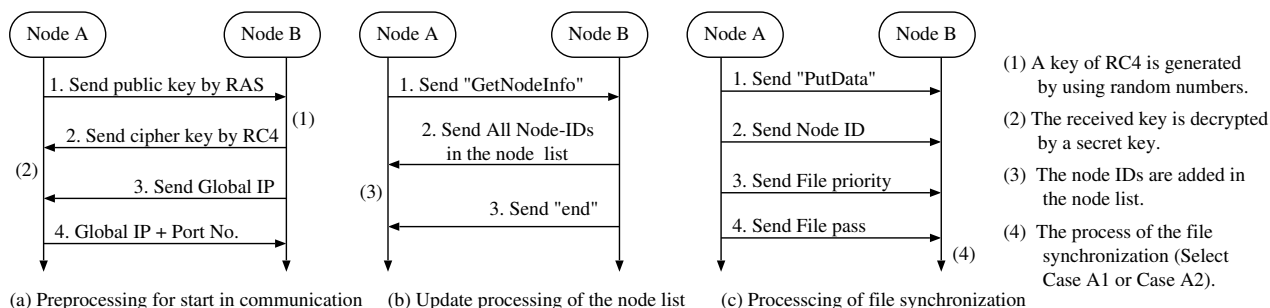 Node A
Node B
1. Send public key by RAS
(1)
2. Send cipher key by RC4
(2)
3. Send Global IP
4. Global IP + Port No.
(a) Preprocessing for start in communication
Node A
Node B
1. Send "GetNodeInfo"
2. Send All Node-IDs
in the node list
(3)
3. Send "end"
(b) Update processing of the node list
Node A
Node B
1. Send "PutData"
2. Send Node ID
3. Send File priority
4. Send File pass
(4)
(c) Processcing of file synchronization
(1) A key of RC4 is generated
by using random numbers.
(2) The received key is decrypted
by a secret key.
(3) The node IDs are added in
the node list.
(4) The process of the file
synchronization (Select
Case A1 or Case A2).